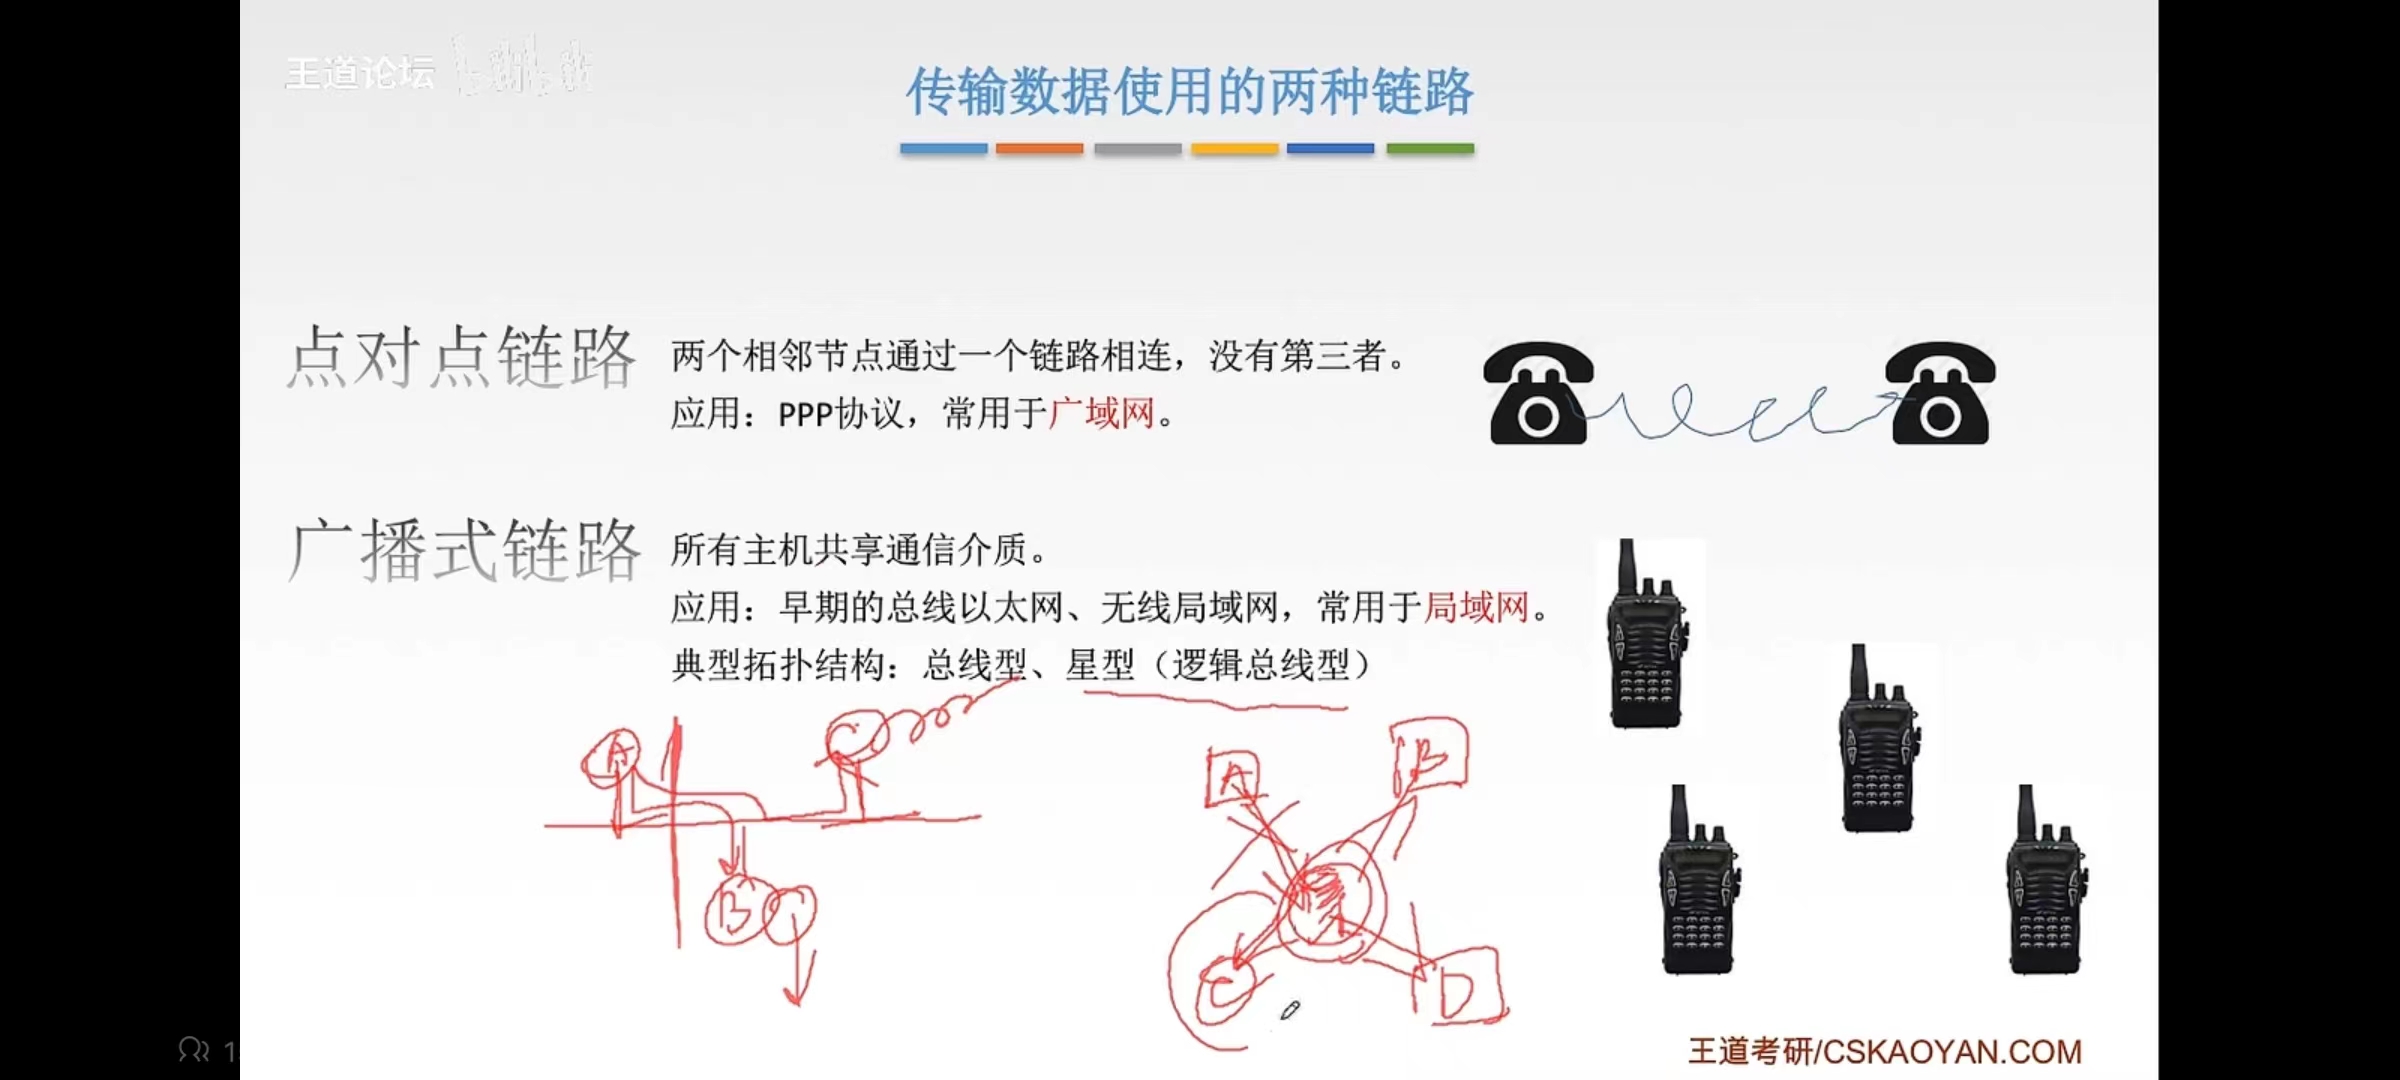 王道论坛
传输数据使用的两种链路
点对点链路
两个相邻节点通过一个链路相连，没有第三者。
应用：PPP协议，常用于广域网。
广播式链路
所有主机共享通信介质。
应用：早期的总线以太网、无线局域网，常用于局域网。
典型拓扑结构：总线型、星型（逻辑总线型）
A
C
B
A
B
C
D
王道考研/CSKAOYAN.COM